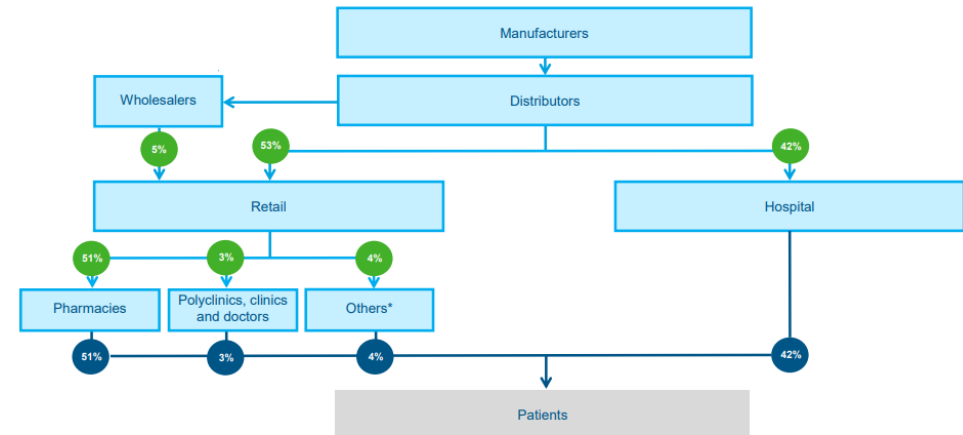 Manufacturers
Wholesalers
Distributors
5%
53%
42%
Retail
Hospital
51%
3%
4%
Pharmacies
Polyclinics, clinics
and doctors
Others*
51%
3%
4%
42%
Patients